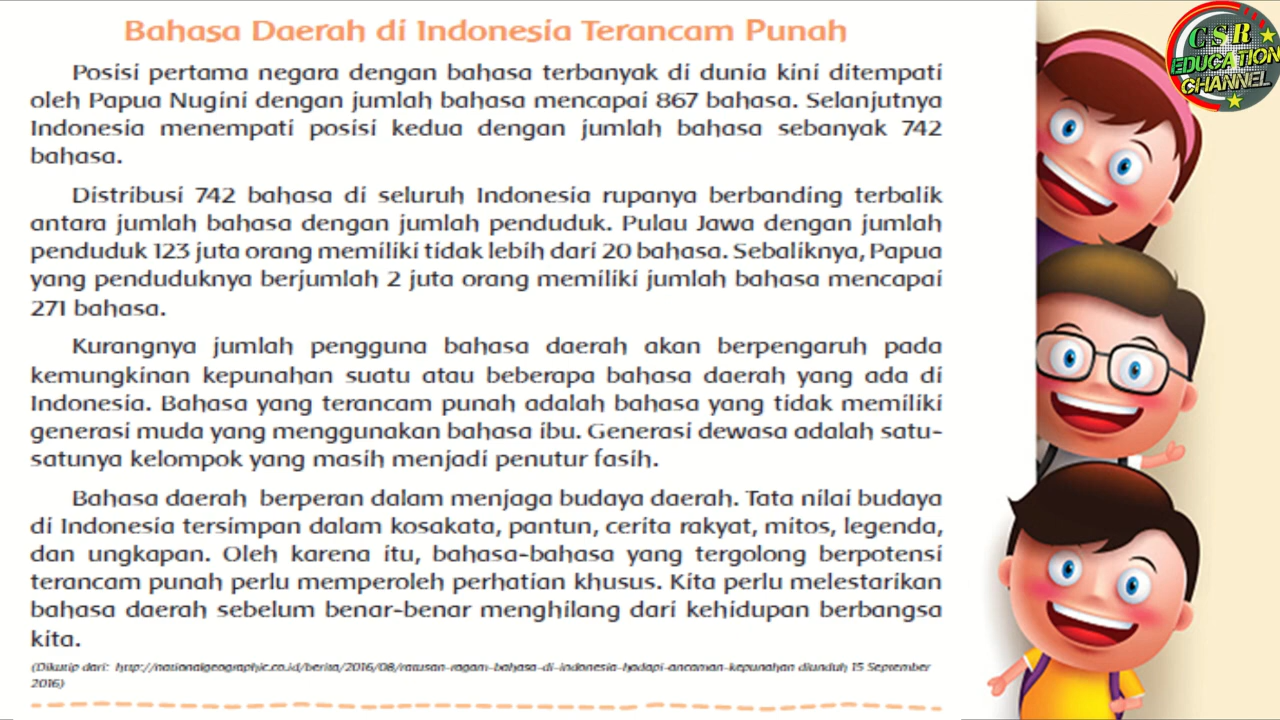 Bahasa Daerah di Indonesia Terancam Punah
CSR
EDUCATION
CHANNEL
Posisi pertama negara dengan bahasa terbanyak di dunia kini ditempati
oleh Papua Nugini dengan jumlah bahasa mencapai 867 bahasa. Selanjutnya
Indonesia menempati posisi kedua dengan jumlah bahasa sebanyak 742
bahasa.
Distribusi 742 bahasa di seluruh Indonesia rupanya berbanding terbalik
antara jumlah bahasa dengan jumlah penduduk. Pulau Jawa dengan jumlah
penduduk 123 juta orang memiliki tidak lebih dari 20 bahasa. Sebaliknya, Papua
yang penduduknya berjumlah 2 juta orang memiliki jumlah bahasa mencapai
271 bahasa.
Kurangnya jumlah pengguna bahasa daerah akan berpengaruh pada
kemungkinan kepunahan suatu atau beberapa bahasa daerah yang ada di
Indonesia. Bahasa yang terancam punah adalah bahasa yang tidak memiliki
generasi muda yang menggunakan bahasa ibu. Generasi dewasa adalah satu-
satunya kelompok yang masih menjadi penutur fasih.
Bahasa daerah berperan dalam menjaga budaya daerah. Tata nilai budaya
di Indonesia tersimpan dalam kosakata, pantun, cerita rakyat, mitos, legenda,
dan ungkapan. Oleh karena itu, bahasa-bahasa yang tergolong berpotensi
terancam punah perlu memperoleh perhatian khusus. Kita perlu melestarikan
bahasa daerah sebelum benar-benar menghilang dari kehidupan berbangsa
kita.
(Dikutip dari: http://nationalgeographic.co.id/berita/2016/08/ratusan-ragam-bahasa-di-indonesia-hadapi-ancaman-kepunahan diunduh 15 September
2016)